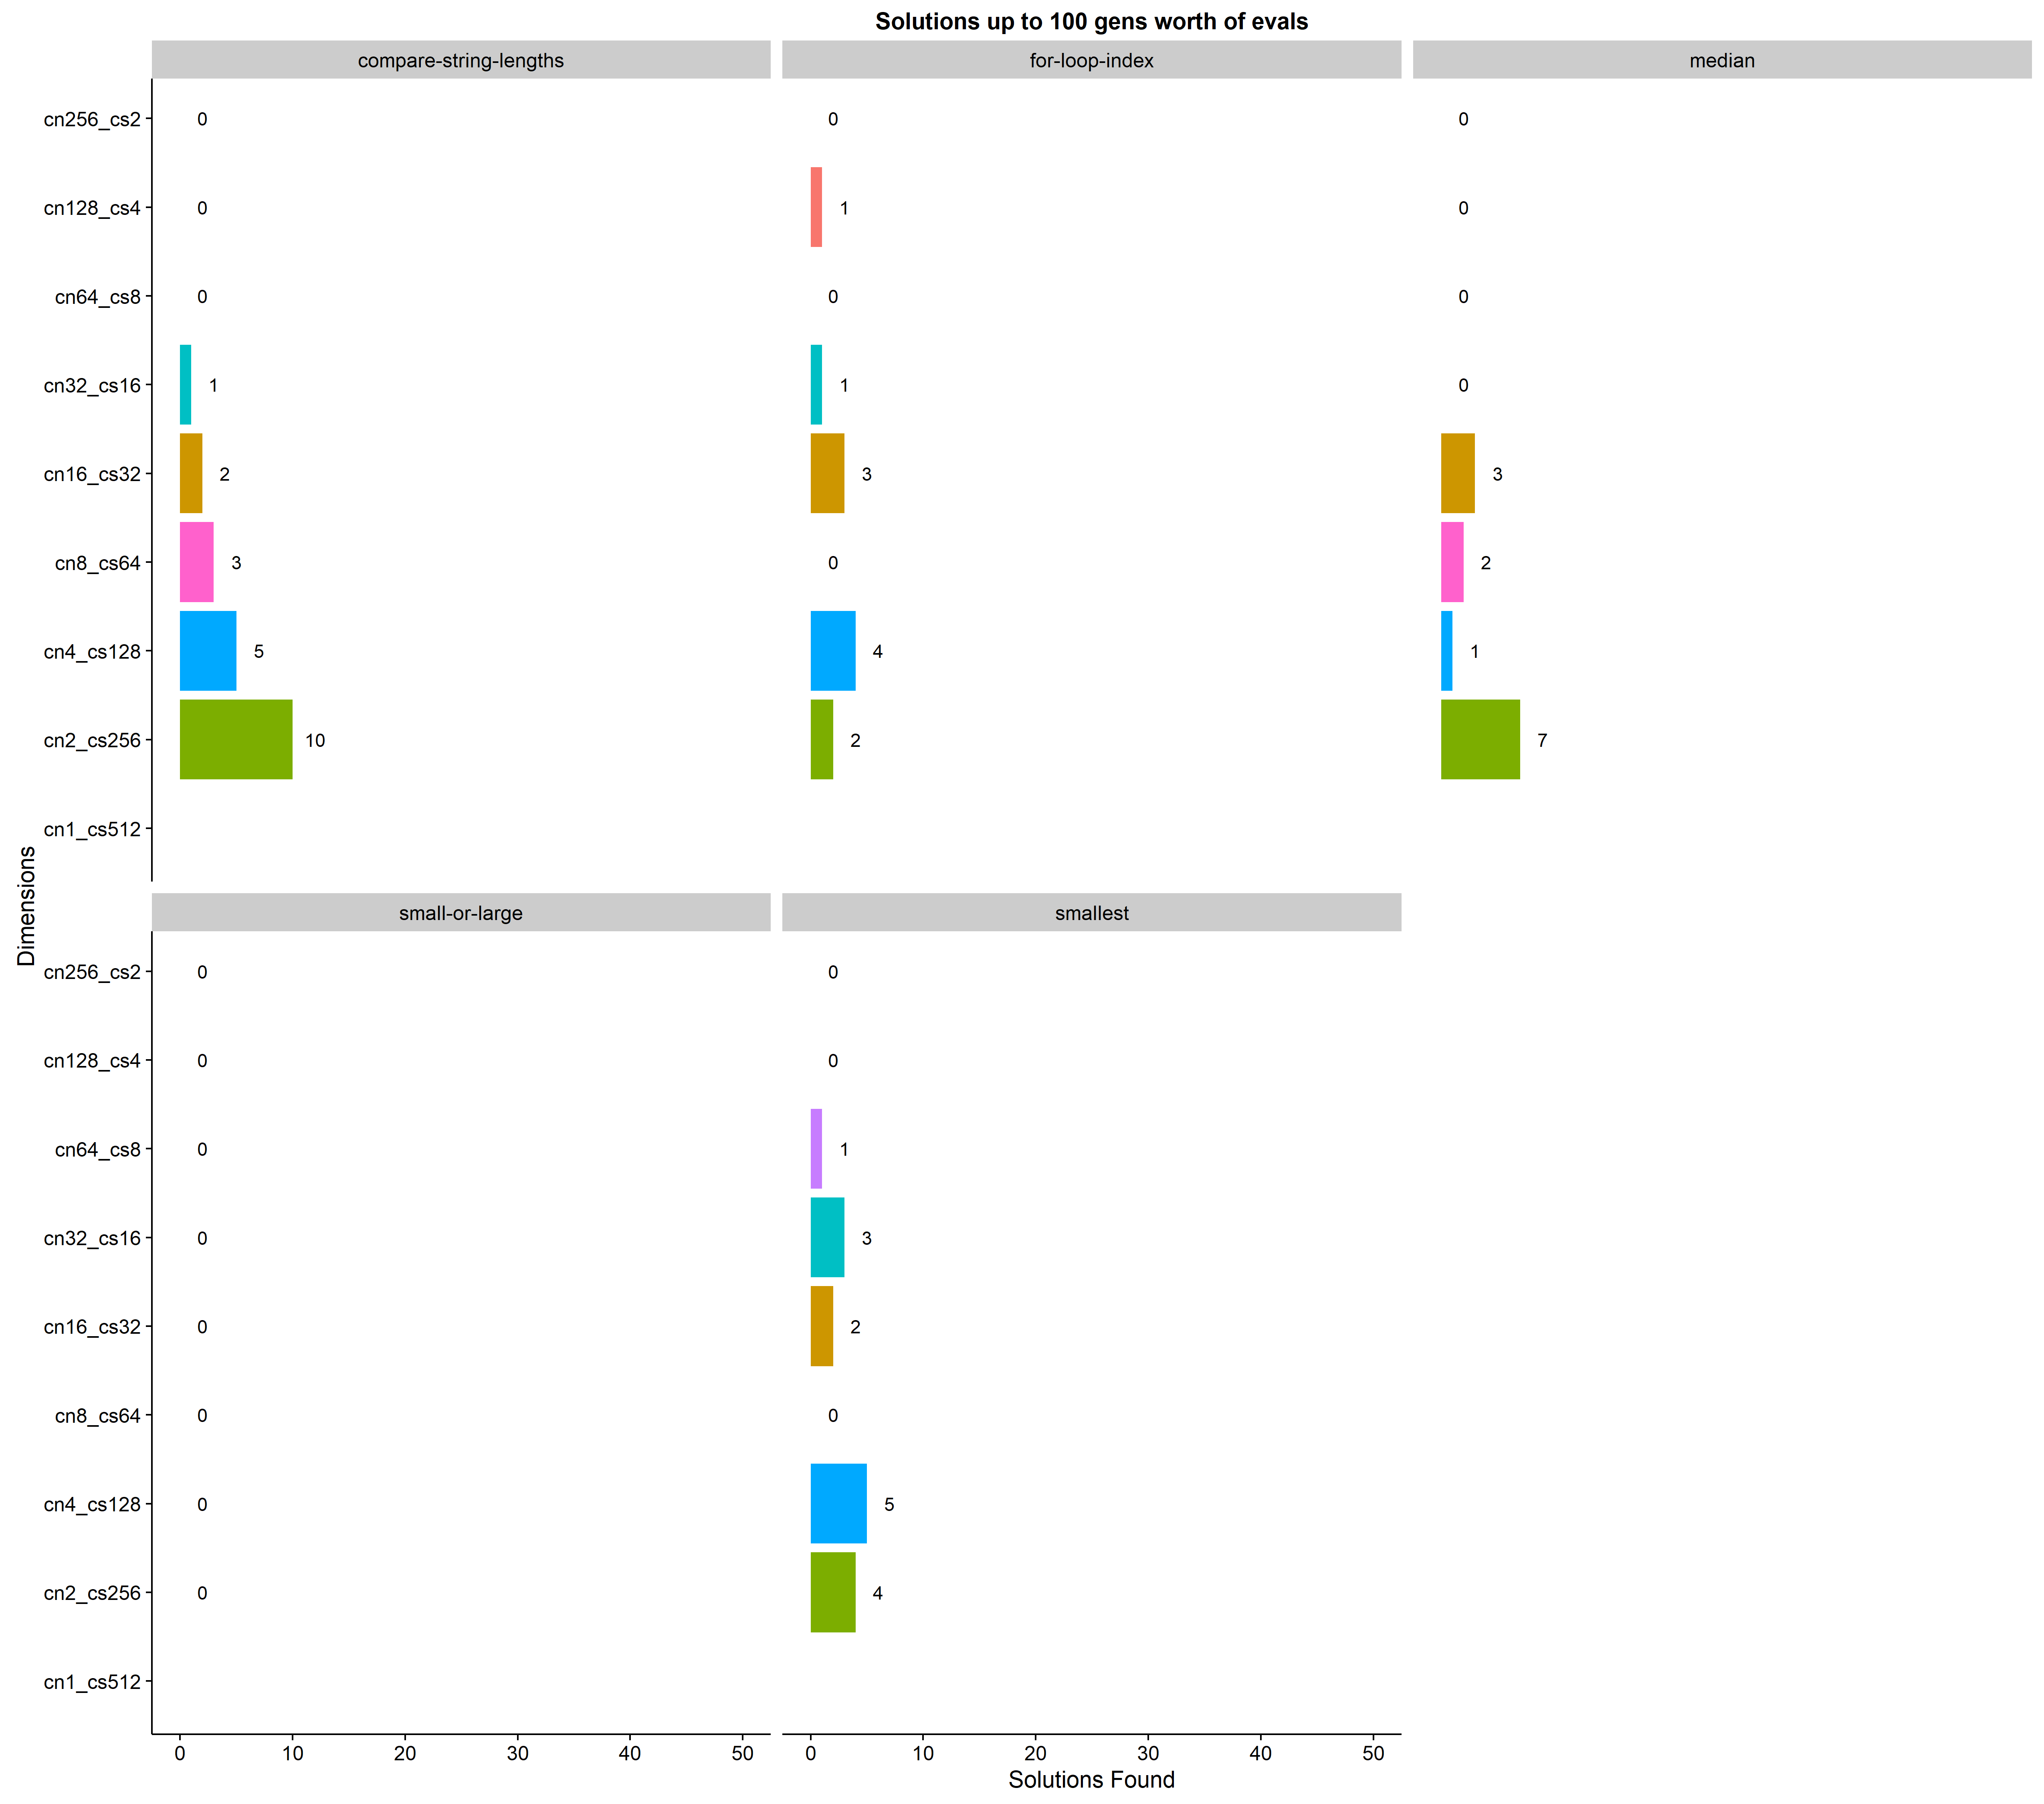 Solutions up to 100 gens worth of evals
compare-string-lengths for-loop-index median
cn256_cs2 0 0 0
cn128_cs4 0 1 0
cn64_cs8 0 0 0
cn32_cs16 1 1 0
cn16_cs32 2 3 3
cn8_cs64 3 0 2
cn4_cs128 5 4 1
cn2_cs256 10 2 7
cn1_cs512
Dimensions
small-or-large smallest
cn256_cs2 0 0
cn128_cs4 0 0
cn64_cs8 0 1
cn32_cs16 0 3
cn16_cs32 0 2
cn8_cs64 0 0
cn4_cs128 0 5
cn2_cs256 0 4
cn1_cs512
0 10 20 30 40 50 0 10 20 30 40 50
Solutions Found